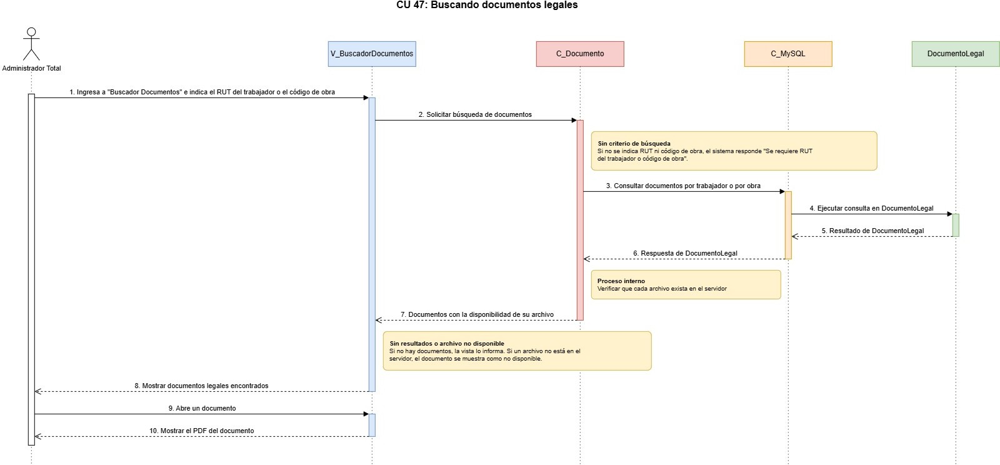 CU 47: Buscando documentos legales
Administrador Total
V_BuscadorDocumentos
C_Documento
C_MySQL
DocumentoLegal
1. Ingresa a "Buscador Documentos" e indica el RUT del trabajador o el código de obra
2. Solicitar búsqueda de documentos
Sin criterio de búsqueda
Si no se indica RUT ni código de obra, el sistema responde "Se requiere RUT
del trabajador o código de obra".
3. Consultar documentos por trabajador o por obra
4. Ejecutar consulta en DocumentoLegal
5. Resultado de DocumentoLegal
6. Respuesta de DocumentoLegal
Proceso interno
Verificar que cada archivo exista en el servidor
7. Documentos con la disponibilidad de su archivo
Sin resultados o archivo no disponible
Si no hay documentos, la vista lo informa. Si un archivo no está en el
servidor, el documento se muestra como no disponible.
8. Mostrar documentos legales encontrados
9. Abre un documento
10. Mostrar el PDF del documento